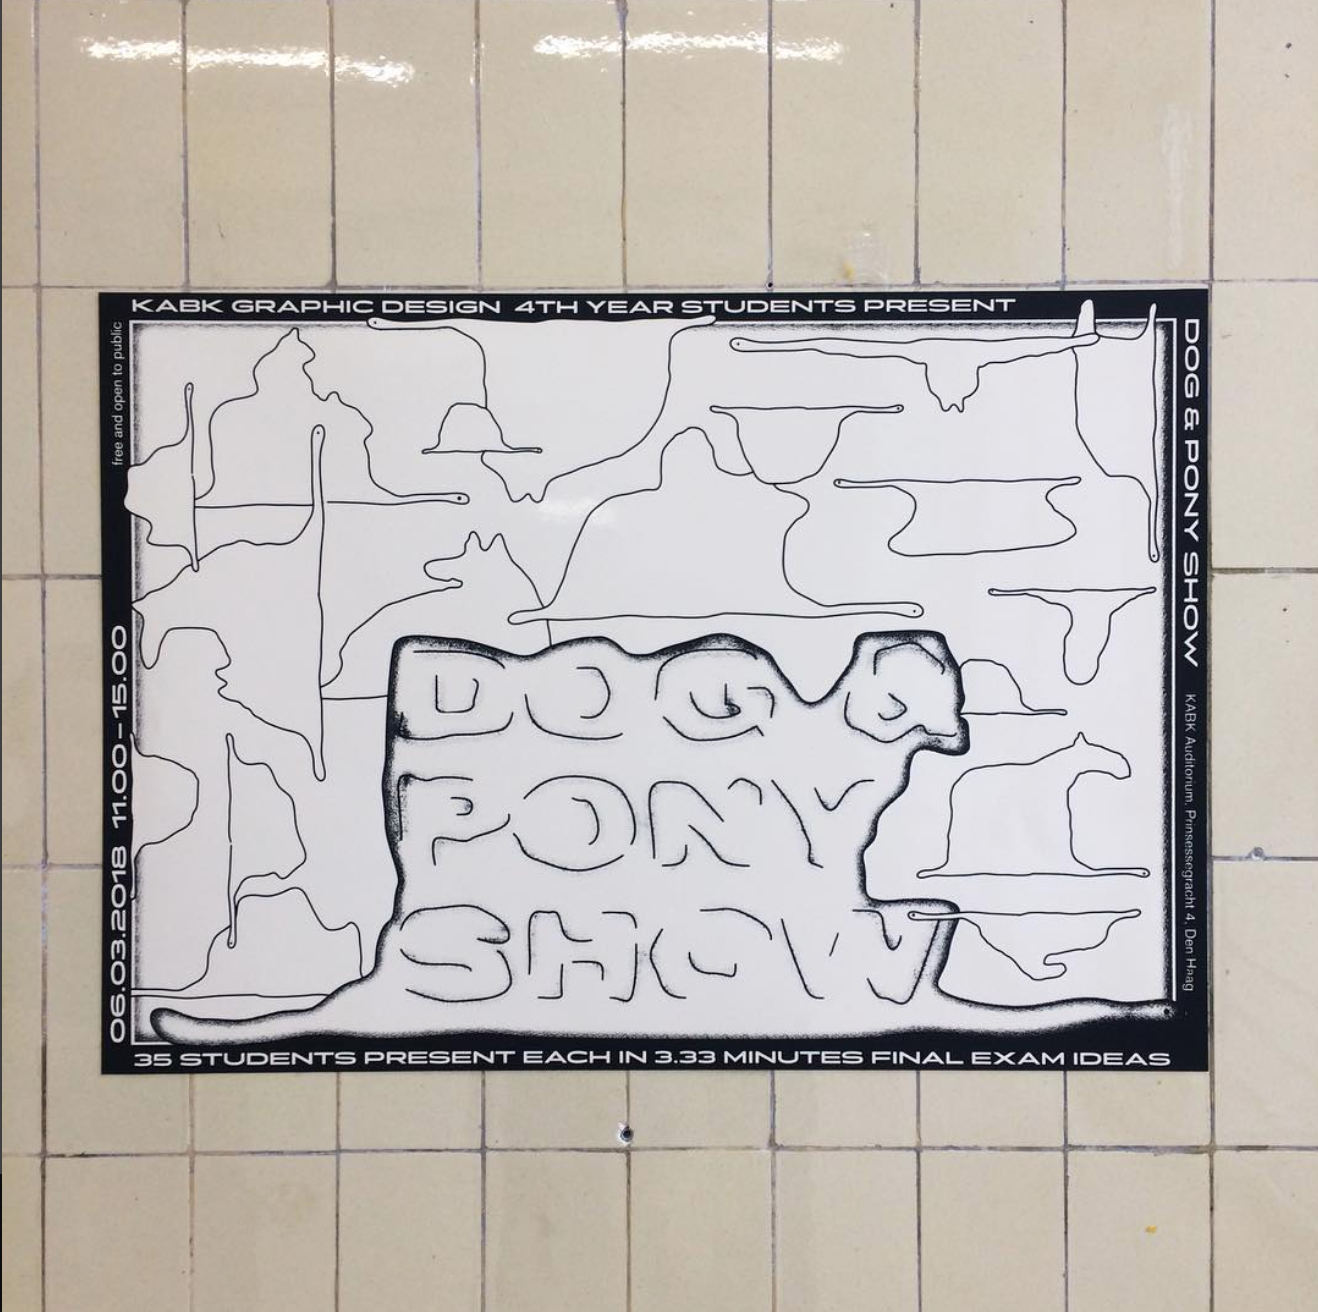 KABK GRAPHIC DESIGN 4TH YEAR STUDENTS PRESENT
free and open to public
06.03.2018 11.00–15.00
DOG & PONY SHOW
KABK Auditorium, Prinsessegracht 4, Den Haag
DOG &
PONY
SHOW
35 STUDENTS PRESENT EACH IN 3.33 MINUTES FINAL EXAM IDEAS